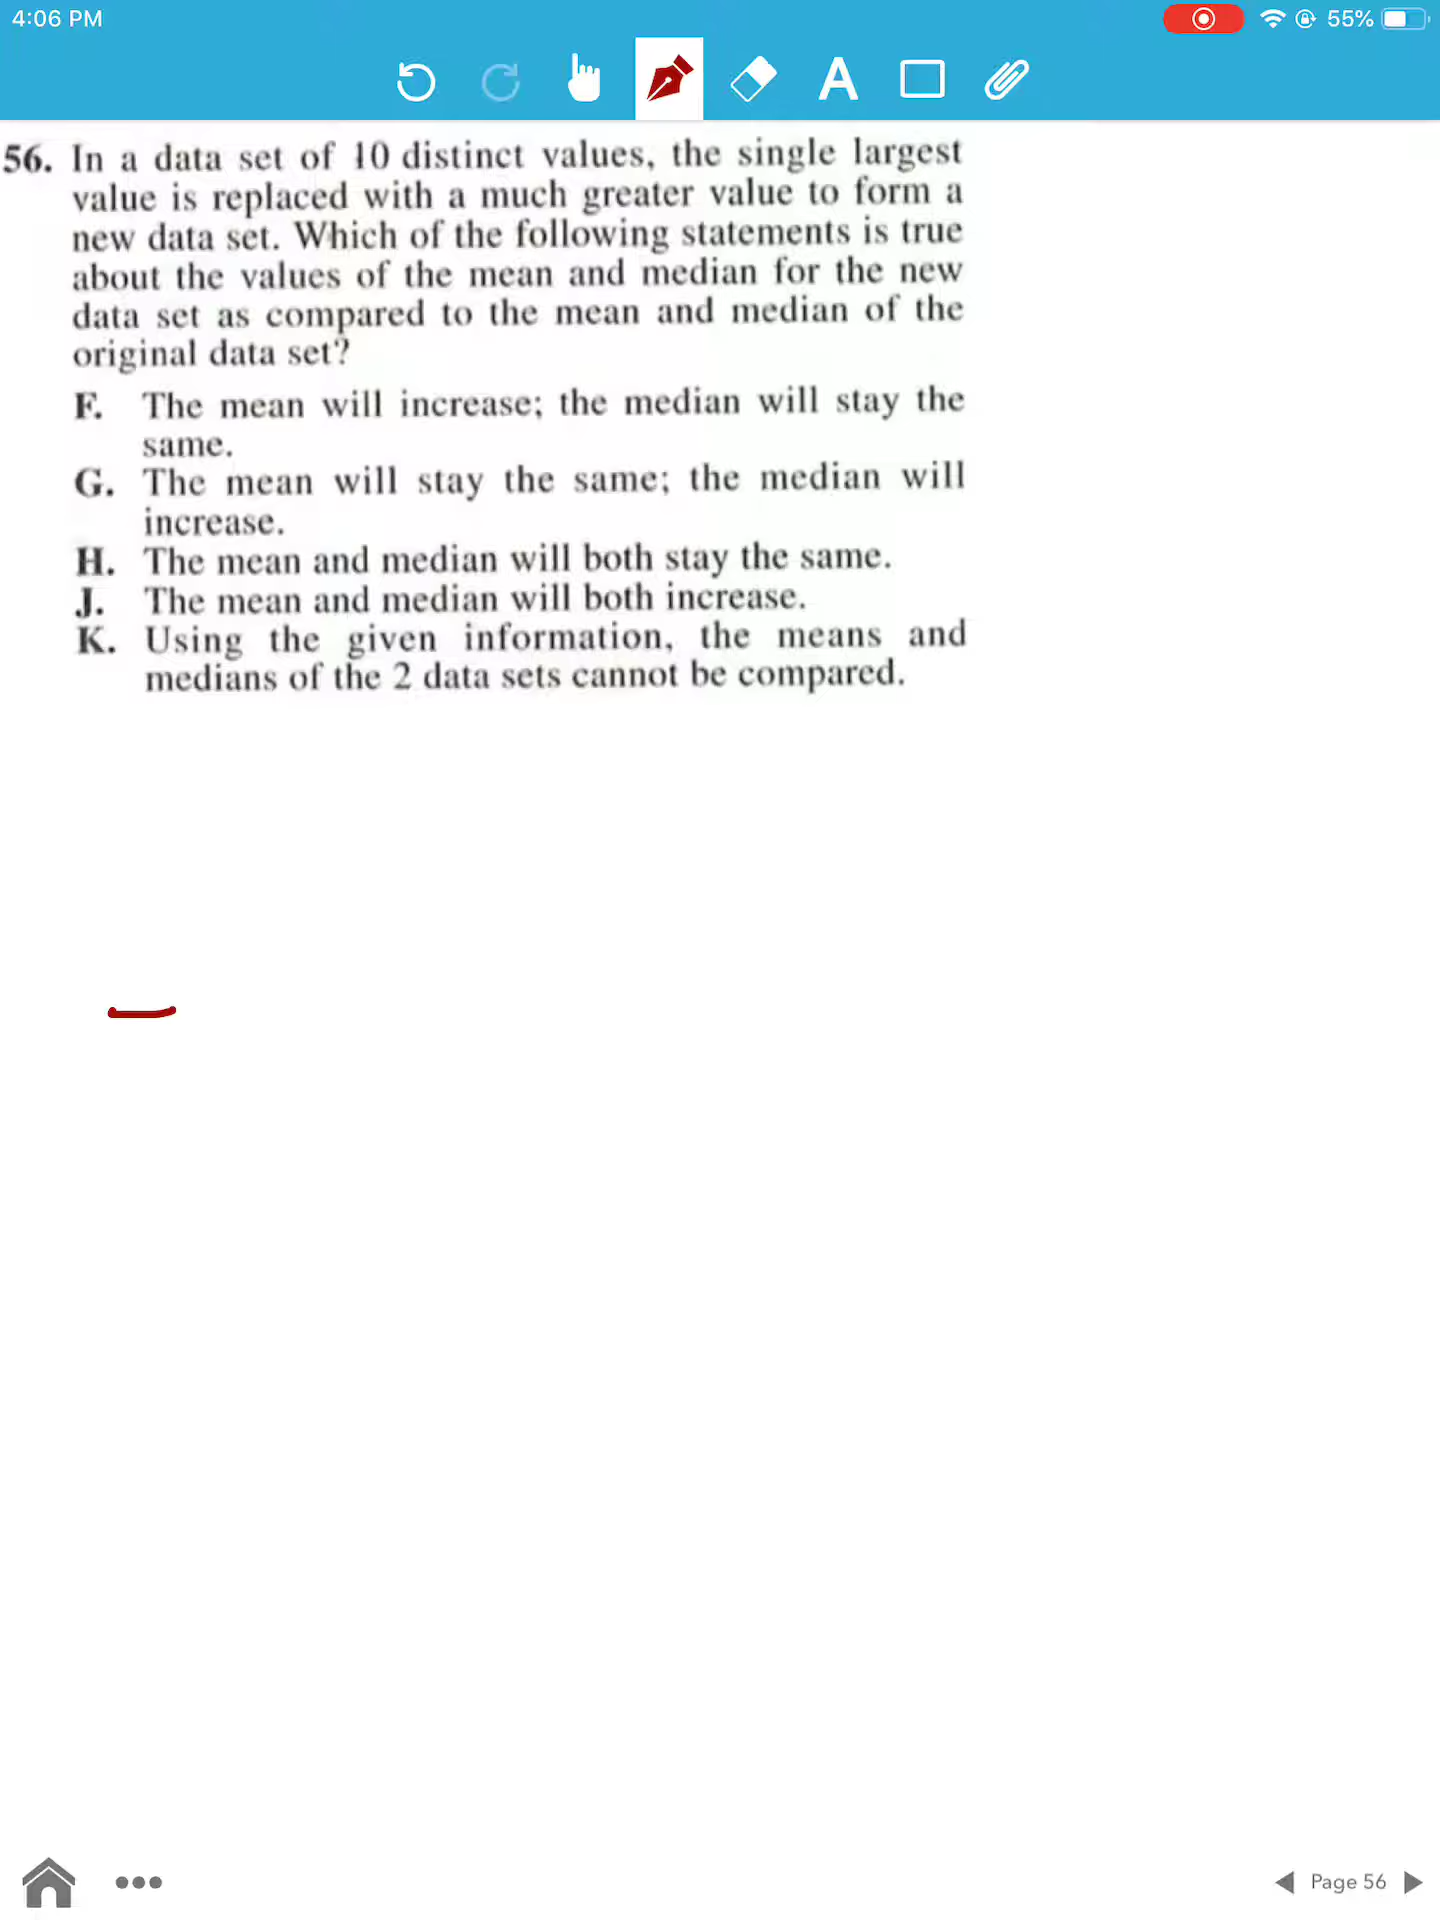 4:06 PM
55%
A
56. In a data set of 10 distinct values, the single largest
value is replaced with a much greater value to form a
new data set. Which of the following statements is true
about the values of the mean and median for the new
data set as compared to the mean and median of the
original data set?
F. The mean will increase; the median will stay the
same.
G. The mean will stay the same; the median will
increase.
H. The mean and median will both stay the same.
J. The mean and median will both increase.
K. Using the given information, the means and
medians of the 2 data sets cannot be compared.
Page 56